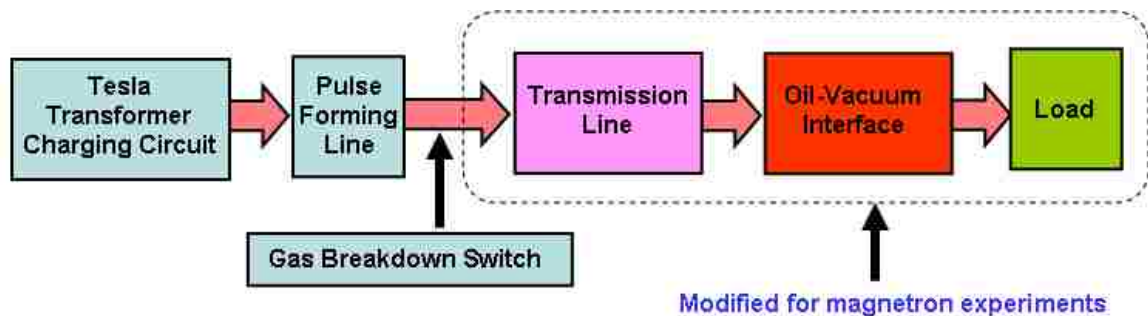 Tesla
Transformer
Charging Circuit
Pulse
Forming
Line
Transmission
Line
Oil-Vacuum
Interface
Load
Gas Breakdown Switch
Modified for magnetron experiments